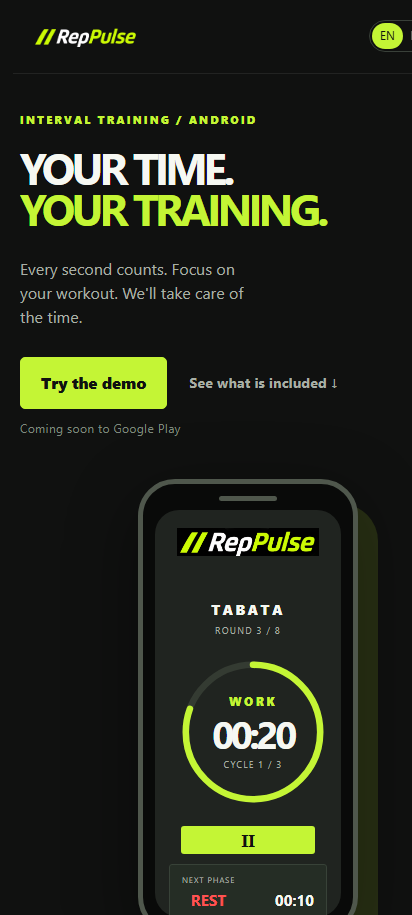 RepPulse
EN
INTERVAL TRAINING / ANDROID
YOUR TIME.
YOUR TRAINING.
Every second counts. Focus on
your workout. We'll take care of
the time.
Try the demo
See what is included ↓
Coming soon to Google Play
RepPulse
TABATA
ROUND 3 / 8
WORK
00:20
CYCLE 1 / 3
NEXT PHASE
REST 00:10